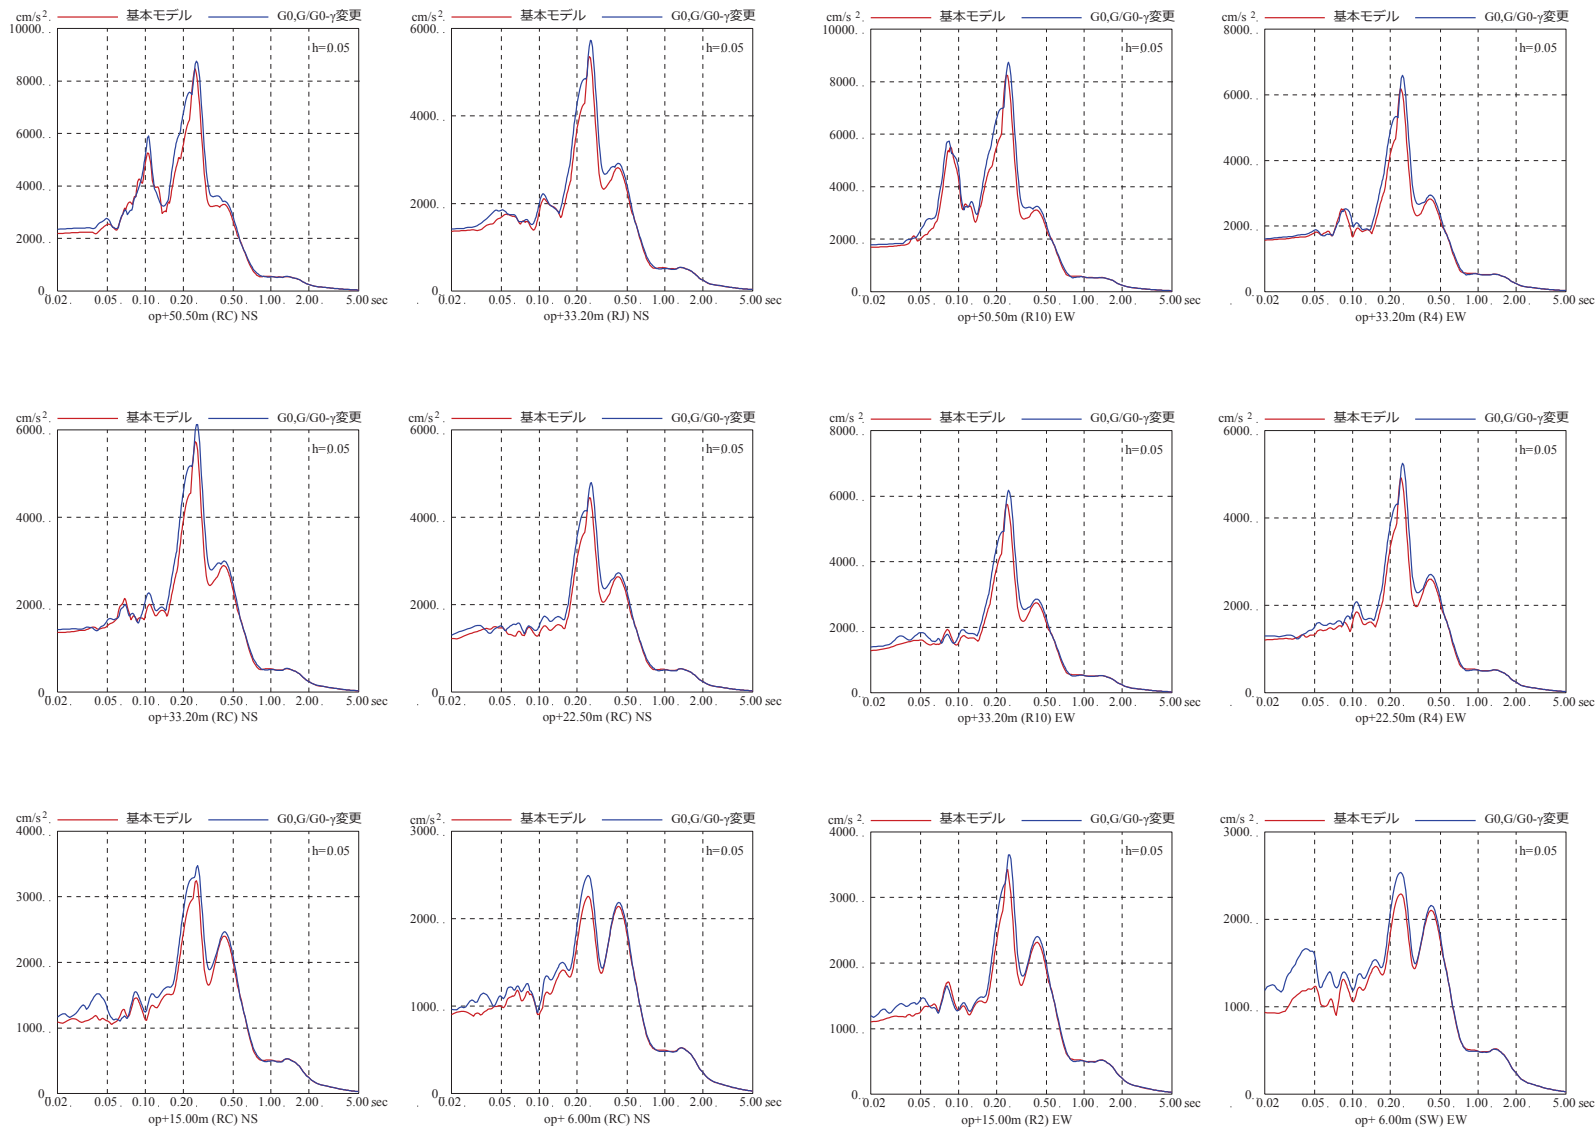 cm/s². 基本モデル G0,G/G0-γ変更
10000. .
8000. .
6000. .
4000. .
2000. .
0.
h=0.05
0.02 0.05 0.10 0.20 0.50 1.00 2.00 5.00 sec
op+50.50m (RC) NS
cm/s². 基本モデル G0,G/G0-γ変更
6000. .
4000. .
2000. .
0.
h=0.05
0.02 0.05 0.10 0.20 0.50 1.00 2.00 5.00 sec
op+33.20m (RJ) NS
cm/s². 基本モデル G0,G/G0-γ変更
10000. .
8000. .
6000. .
4000. .
2000. .
0.
h=0.05
0.02 0.05 0.10 0.20 0.50 1.00 2.00 5.00 sec
op+50.50m (R10) EW
cm/s². 基本モデル G0,G/G0-γ変更
8000. .
6000. .
4000. .
2000. .
0.
h=0.05
0.02 0.05 0.10 0.20 0.50 1.00 2.00 5.00 sec
op+33.20m (R4) EW
cm/s². 基本モデル G0,G/G0-γ変更
6000. .
4000. .
2000. .
0.
h=0.05
0.02 0.05 0.10 0.20 0.50 1.00 2.00 5.00 sec
op+33.20m (RC) NS
cm/s². 基本モデル G0,G/G0-γ変更
6000. .
4000. .
2000. .
0.
h=0.05
0.02 0.05 0.10 0.20 0.50 1.00 2.00 5.00 sec
op+22.50m (RC) NS
cm/s². 基本モデル G0,G/G0-γ変更
8000. .
6000. .
4000. .
2000. .
0.
h=0.05
0.02 0.05 0.10 0.20 0.50 1.00 2.00 5.00 sec
op+33.20m (R10) EW
cm/s². 基本モデル G0,G/G0-γ変更
6000. .
4000. .
2000. .
0.
h=0.05
0.02 0.05 0.10 0.20 0.50 1.00 2.00 5.00 sec
op+22.50m (R4) EW
cm/s². 基本モデル G0,G/G0-γ変更
4000. .
3000. .
2000. .
1000. .
0.
h=0.05
0.02 0.05 0.10 0.20 0.50 1.00 2.00 5.00 sec
op+15.00m (RC) NS
cm/s². 基本モデル G0,G/G0-γ変更
3000. .
2000. .
1000. .
0.
h=0.05
0.02 0.05 0.10 0.20 0.50 1.00 2.00 5.00 sec
op+ 6.00m (RC) NS
cm/s². 基本モデル G0,G/G0-γ変更
4000. .
3000. .
2000. .
1000. .
0.
h=0.05
0.02 0.05 0.10 0.20 0.50 1.00 2.00 5.00 sec
op+15.00m (R2) EW
cm/s². 基本モデル G0,G/G0-γ変更
3000. .
2000. .
1000. .
0.
h=0.05
0.02 0.05 0.10 0.20 0.50 1.00 2.00 5.00 sec
op+ 6.00m (SW) EW